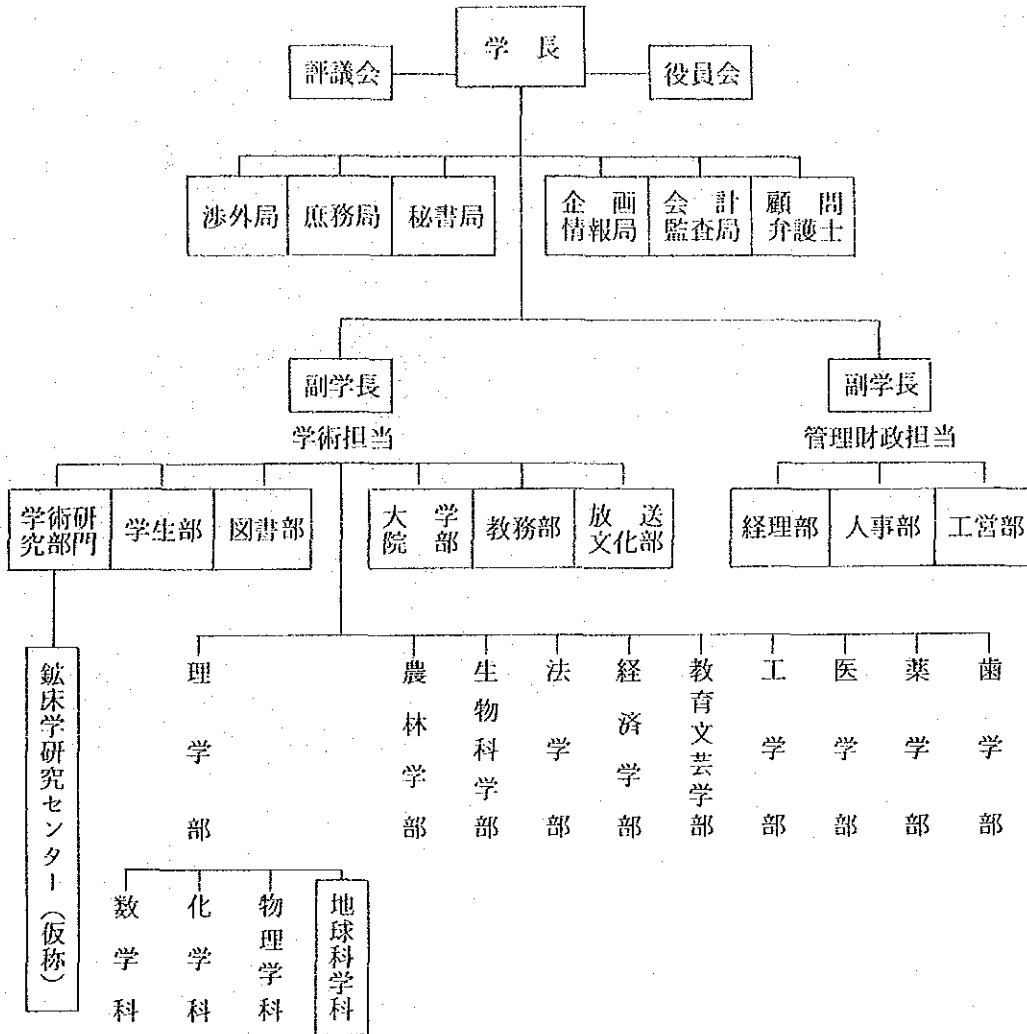 学長
評議会
役員会
渉外局
庶務局
秘書局
企画
情報局
会計
監査局
顧問
弁護士
副学長
学術担当
副学長
管理財政担当
学術研
究部門
学生部
図書部
大学
院部
教務部
放送
文化部
経理部
人事部
工営部
鉱床学研究センター（仮称）
理学部
農林学部
生物科学部
法学部
経済学部
教育文芸学部
工学部
医学部
薬学部
歯学部
数学科
化学科
物理学科
地球科学科